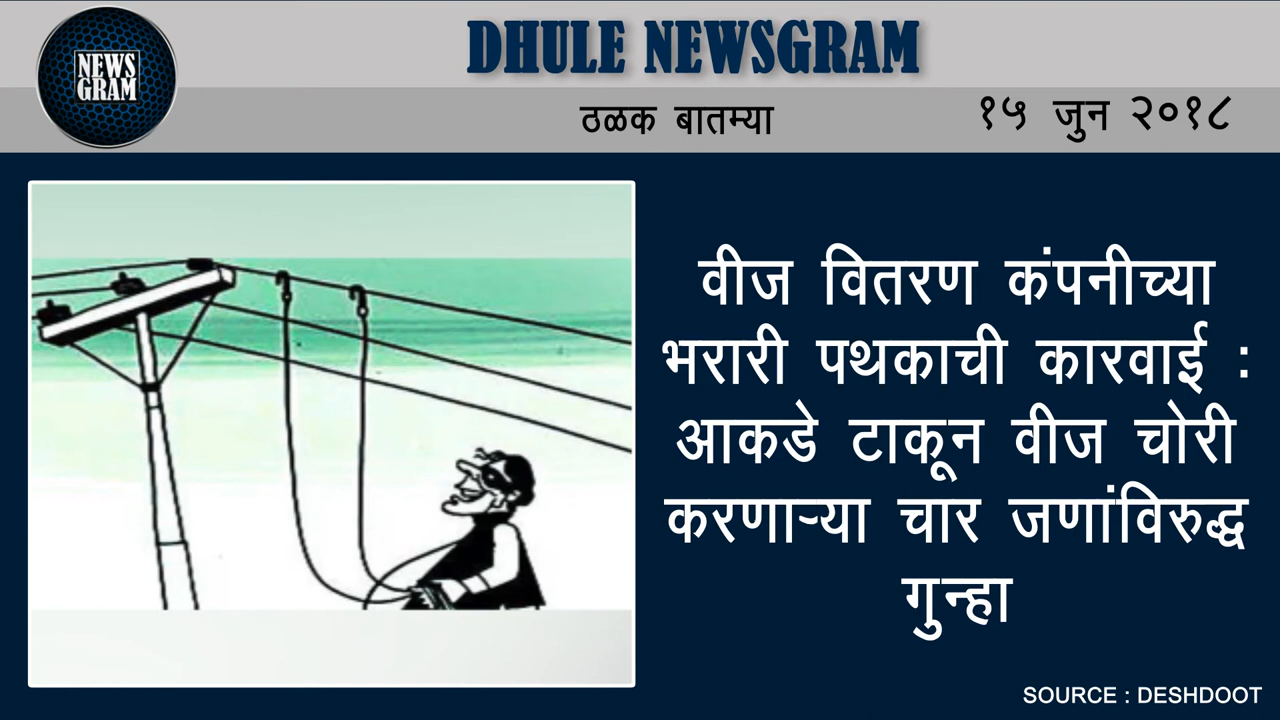 NEWS
GRAM
DHULE NEWSGRAM
ठळक बातम्या
१५ जुन २०१८
वीज वितरण कंपनीच्या
भरारी पथकाची कारवाई :
आकडे टाकून वीज चोरी
करणाऱ्या चार जणांविरुद्ध
गुन्हा
SOURCE : DESHDOOT